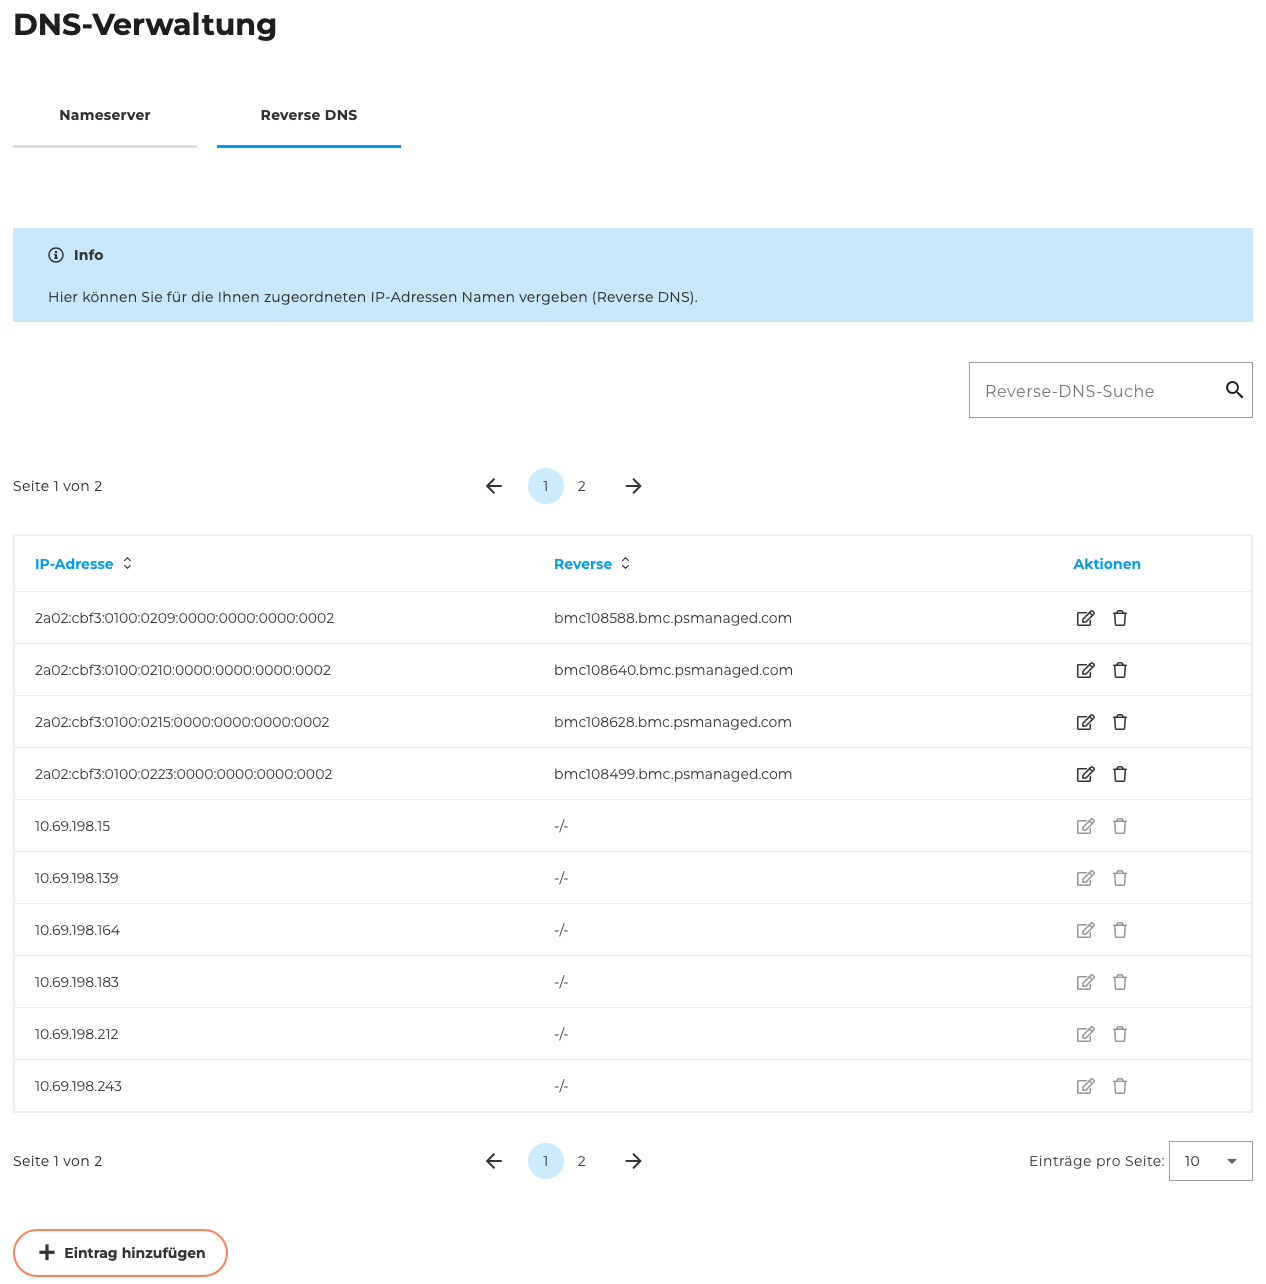 DNS-Verwaltung
Nameserver Reverse DNS
Info
Hier können Sie für die Ihnen zugeordneten IP-Adressen Namen vergeben (Reverse DNS).
Reverse-DNS-Suche
Seite 1 von 2 1 2
IP-Adresse Reverse Aktionen
2a02:cbf3:0100:0209:0000:0000:0000:0002 bmc108588.bmc.psmanaged.com
2a02:cbf3:0100:0210:0000:0000:0000:0002 bmc108640.bmc.psmanaged.com
2a02:cbf3:0100:0215:0000:0000:0000:0002 bmc108628.bmc.psmanaged.com
2a02:cbf3:0100:0223:0000:0000:0000:0002 bmc108499.bmc.psmanaged.com
10.69.198.15 -/-
10.69.198.139 -/-
10.69.198.164 -/-
10.69.198.183 -/-
10.69.198.212 -/-
10.69.198.243 -/-
Seite 1 von 2 1 2 Einträge pro Seite: 10
Eintrag hinzufügen